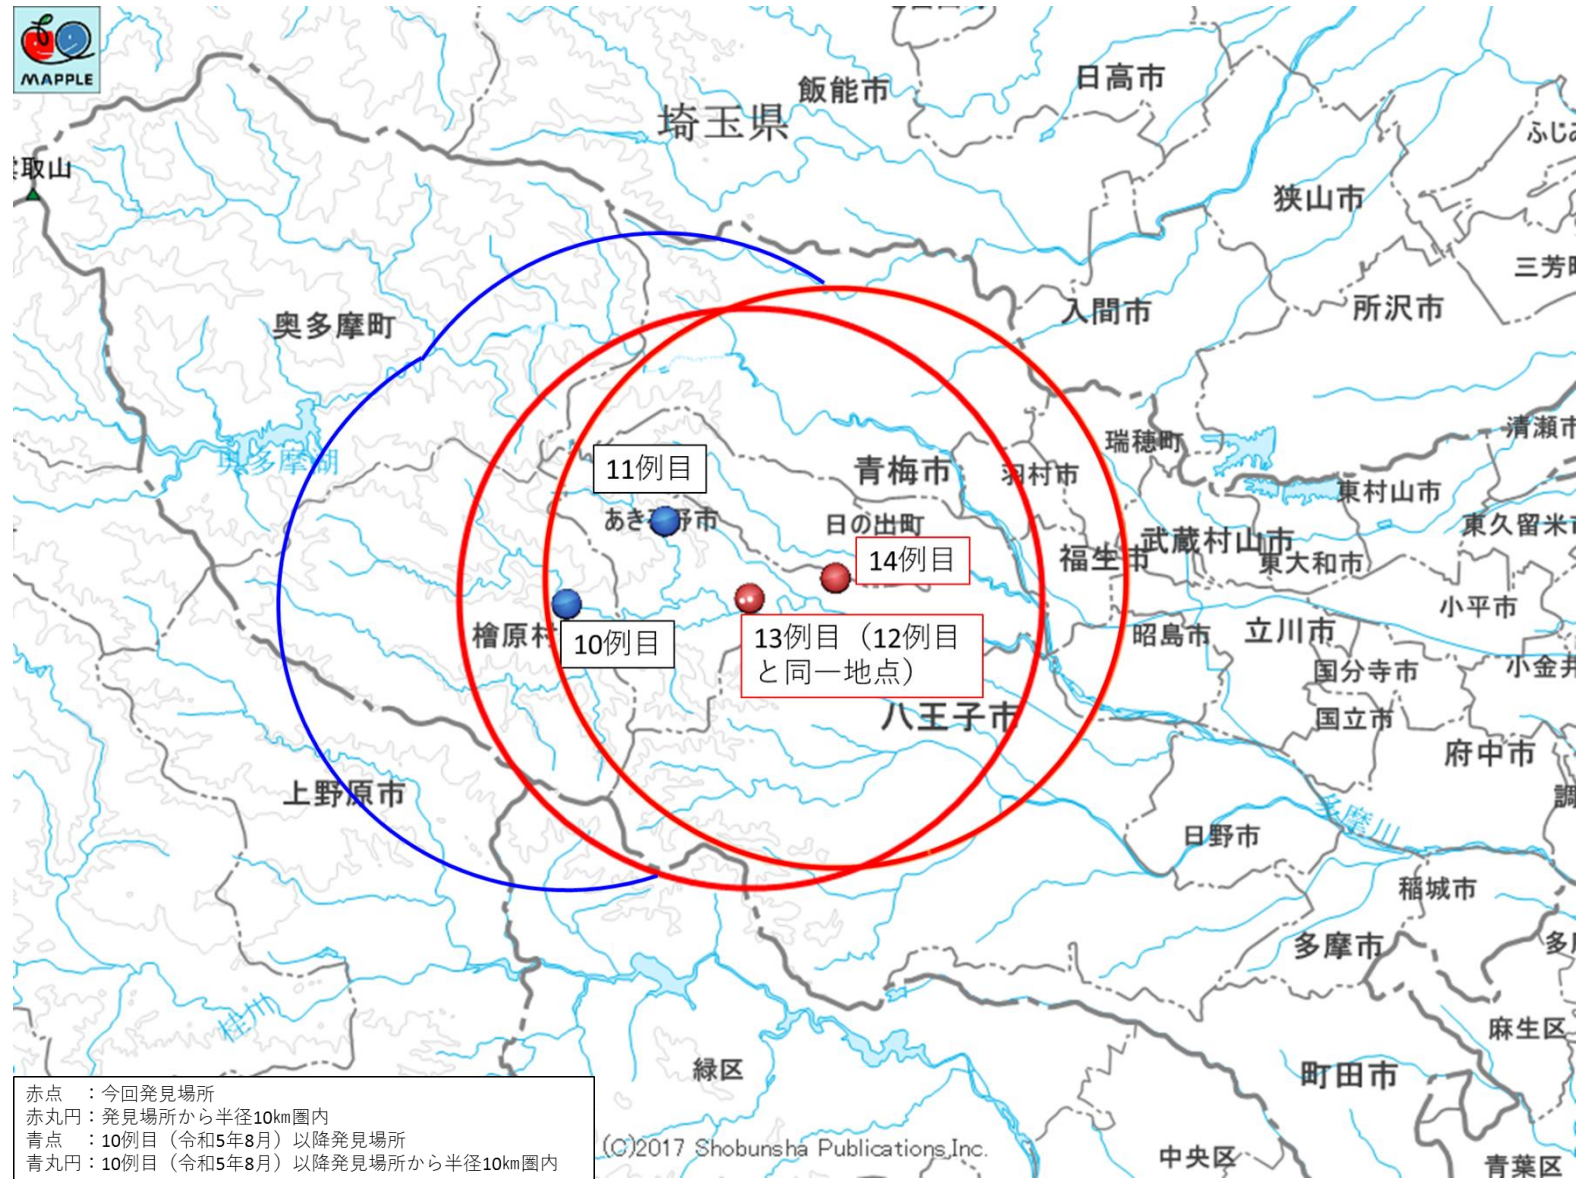 MAPPLE
飯能市
日高市
埼玉県
取山
狭山市
三芳
奥多摩町
入間市
所沢市
瑞穂町
清瀬市
奥多摩湖
11例目
青梅市
羽村市
東村山市
あき
野市
日の出町
武蔵村山市
東久留米市
14例目
福生市
東大和市
小平市
檜原村
10例目
13例目（12例目
と同一地点）
昭島市
立川市
国分寺市
小金井
八王子市
国立市
府中市
上野原市
調
日野市
多摩川
稲城市
多摩市
多
桂川
麻生区
緑区
町田市
赤点　：今回発見場所
赤丸円：発見場所から半径10㎞圏内
青点　：10例目（令和5年8月）以降発見場所
青丸円：10例目（令和5年8月）以降発見場所から半径10㎞圏内
(C)2017 Shobunsha Publications,Inc.
中央区
青葉区